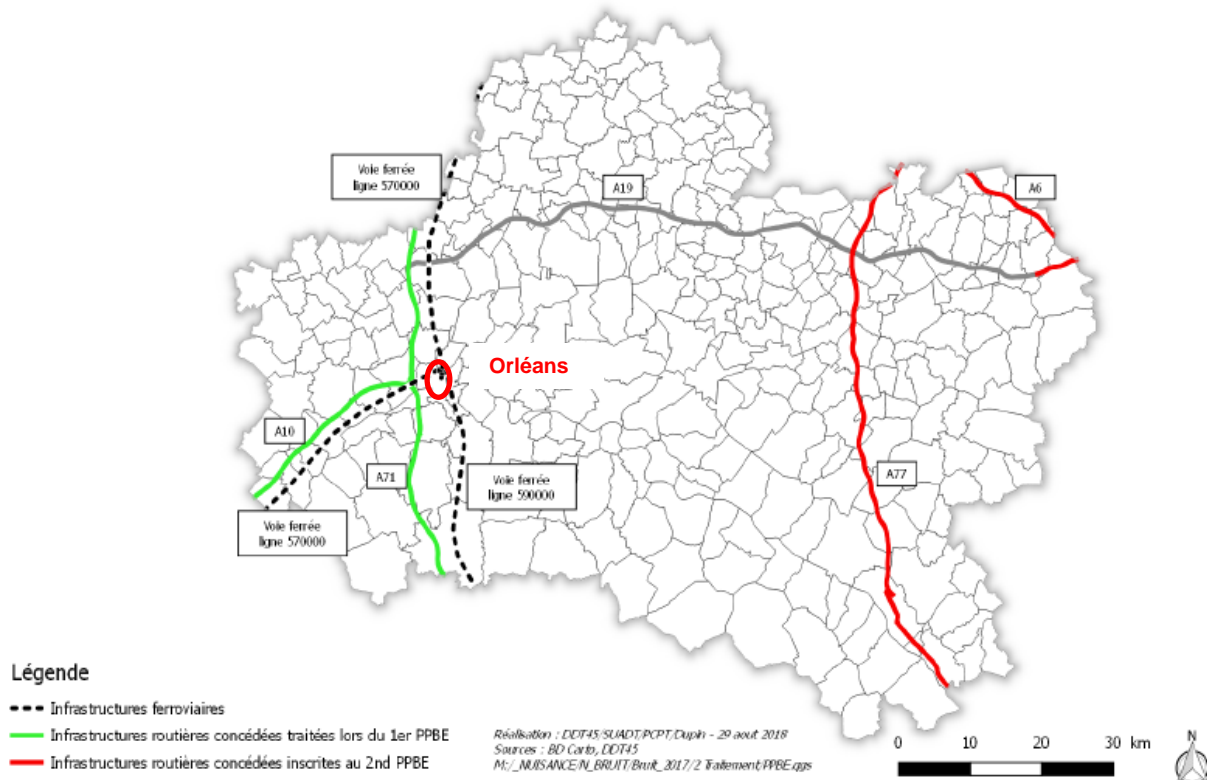 Voie ferrée
ligne 570000
A19
A6
Orléans
A10
A71
Voie ferrée
ligne 590000
A77
Voie ferrée
ligne 570000
Légende
Infrastructures ferroviaires
Infrastructures routières concédées traitées lors du 1er PPBE
Infrastructures routières concédées inscrites au 2nd PPBE
Réalisation : DDT45/SUADT/PCPT/Dupin - 29 aout 2018
Sources : BD Carto, DDT45
M:/_NUISANCE/N_BRUIT/Bruit_2017/2 Traitement/PPBE.qgs
0 10 20 30 km
N